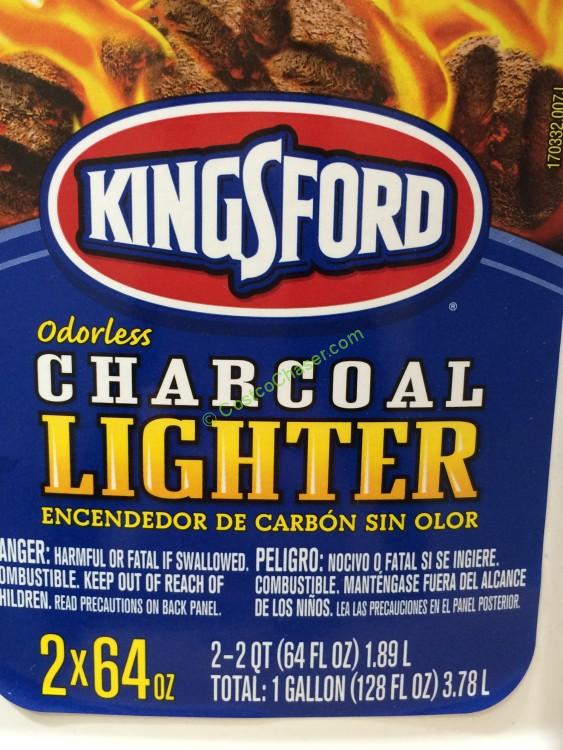 170332.007J
KINGSFORD
®
Odorless
CHARCOAL
© CostcoChaser.com
LIGHTER
ENCENDEDOR DE CARBÓN SIN OLOR
ANGER: HARMFUL OR FATAL IF SWALLOWED.
OMBUSTIBLE. KEEP OUT OF REACH OF
HILDREN. READ PRECAUTIONS ON BACK PANEL.
PELIGRO: NOCIVO O FATAL SI SE INGIERE.
COMBUSTIBLE. MANTÉNGASE FUERA DEL ALCANCE
DE LOS NIÑOS. LEA LAS PRECAUCIONES EN EL PANEL POSTERIOR.
2x64 OZ
2-2 QT (64 FL OZ) 1.89 L
TOTAL: 1 GALLON (128 FL OZ) 3.78 L